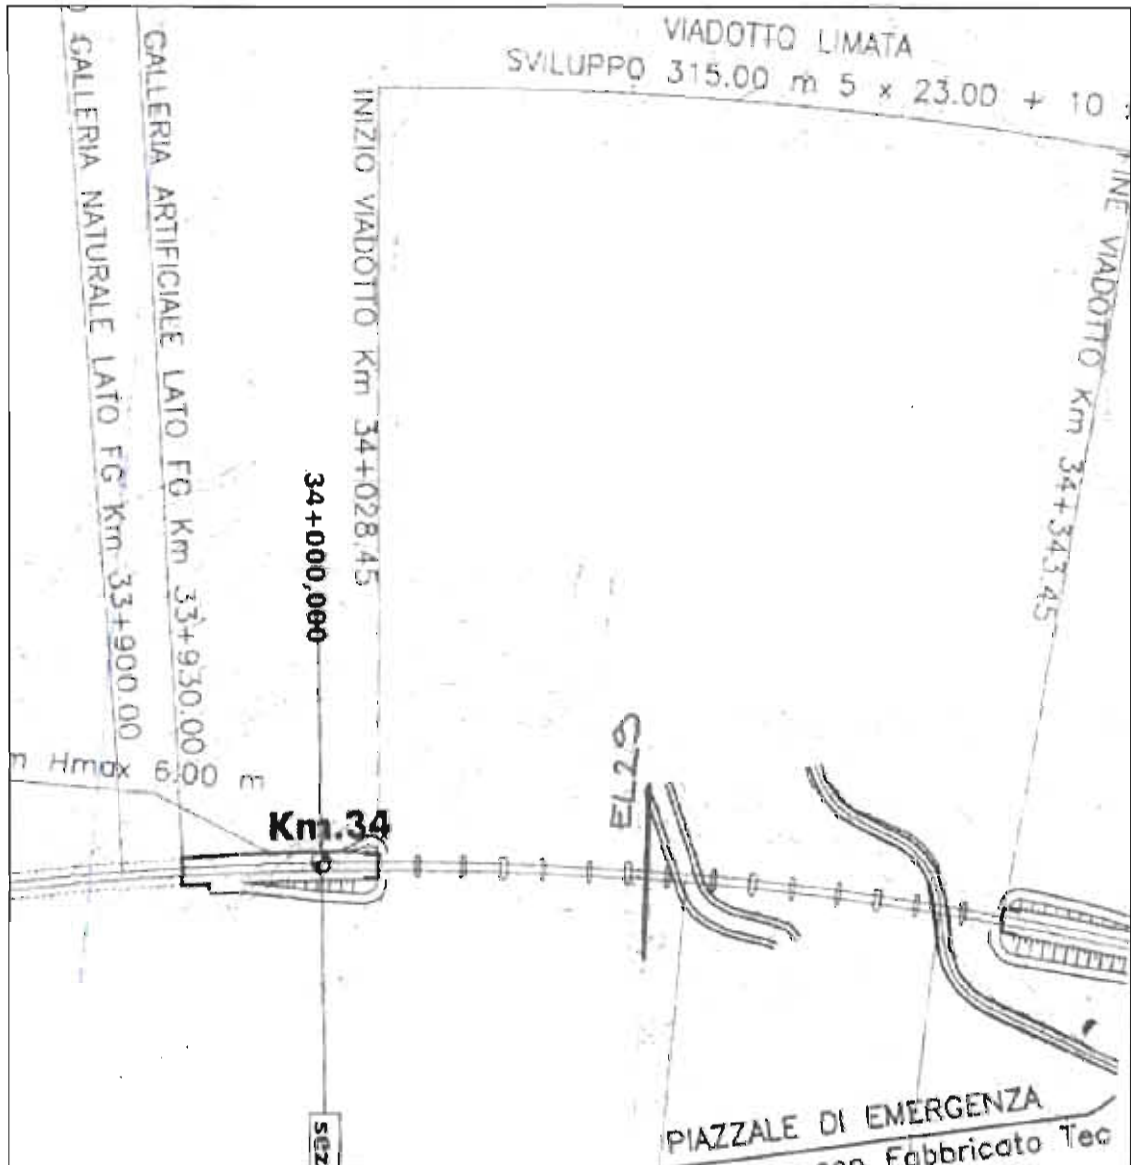 VIADOTTO LIMATA
SVILUPPO 315.00 m 5 x 23.00 + 10
GALLERIA NATURALE LATO FG Km 33+900.00
GALLERIA ARTIFICIALE LATO FG Km 33+930.00
INIZIO VIADOTTO Km 34+028.45
FINE VIADOTTO Km 34+343.45
34+000,000
m Hmax 6.00 m
Km.34
EL29
sez
PIAZZALE DI EMERGENZA
Fabbricato Tec